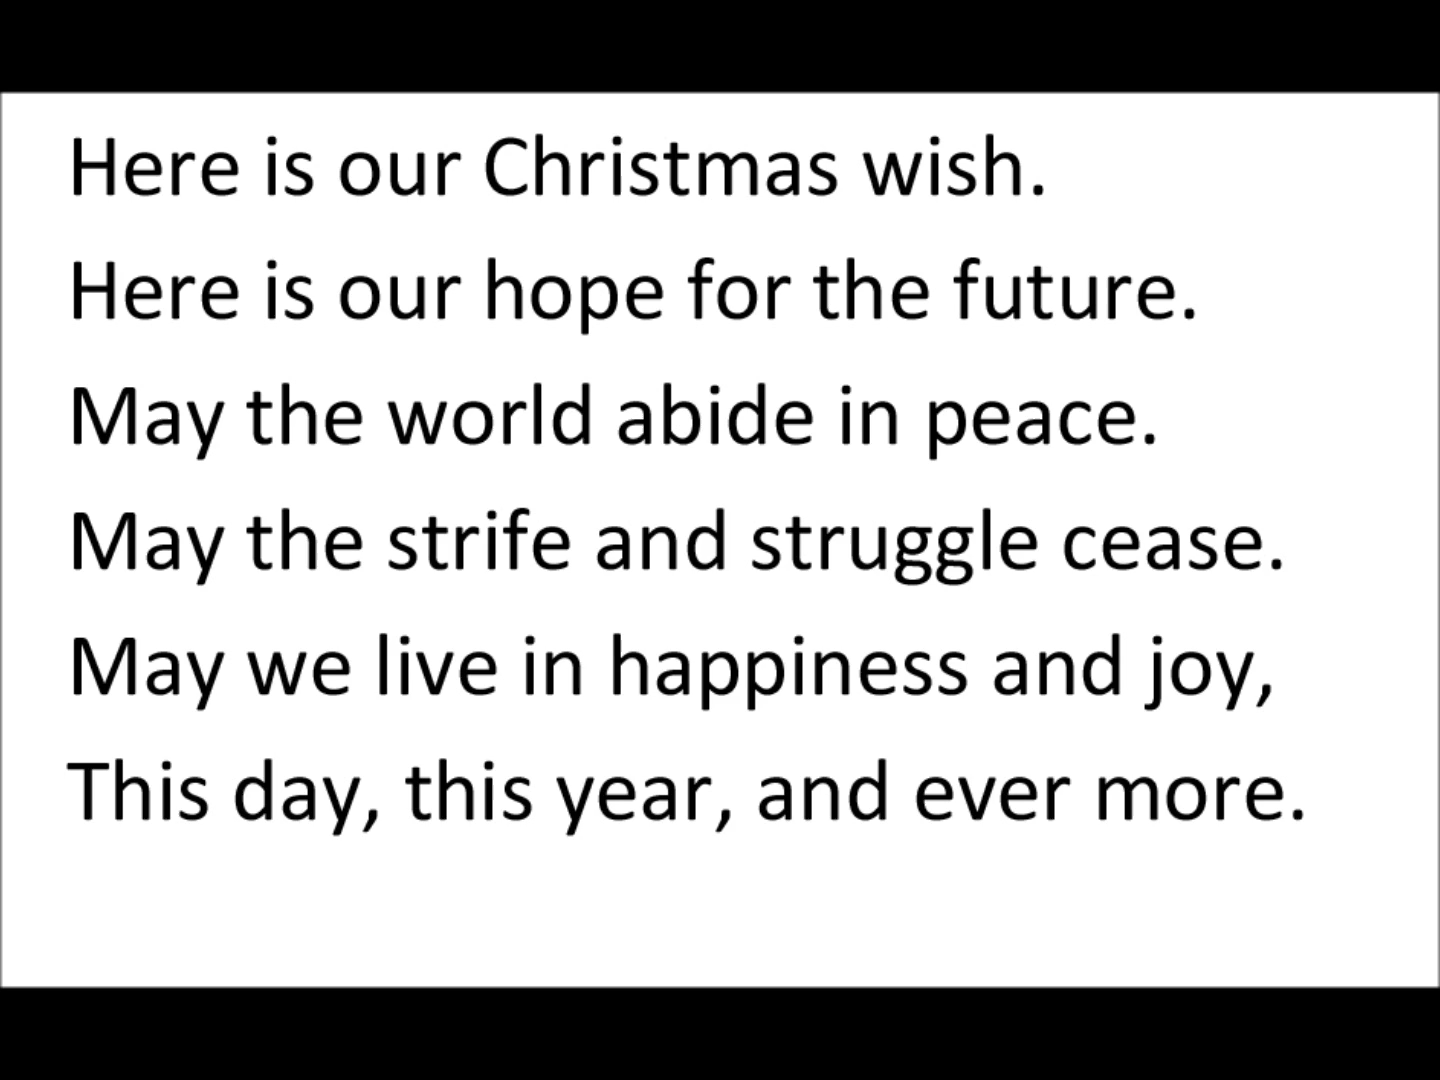 Here is our Christmas wish.
Here is our hope for the future.
May the world abide in peace.
May the strife and struggle cease.
May we live in happiness and joy,
This day, this year, and ever more.